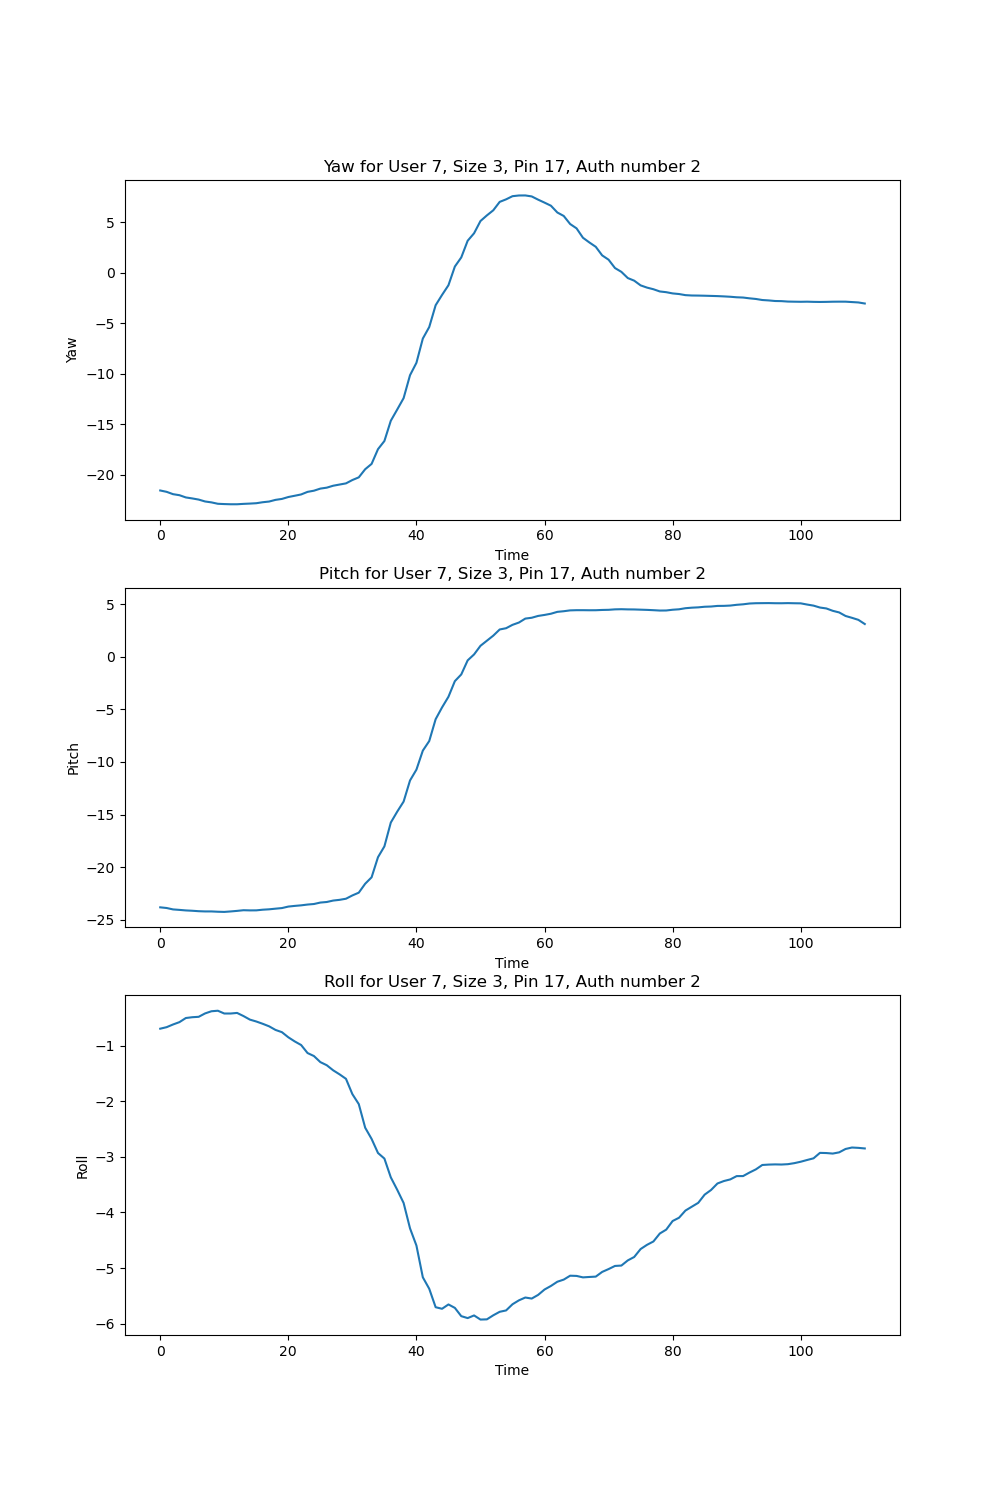 Yaw for User 7, Size 3, Pin 17, Auth number 2
5
0
−5
−10
−15
−20
Yaw
0 20 40 60 80 100
Time
Pitch for User 7, Size 3, Pin 17, Auth number 2
5
0
−5
−10
−15
−20
−25
Pitch
0 20 40 60 80 100
Time
Roll for User 7, Size 3, Pin 17, Auth number 2
−1
−2
−3
−4
−5
−6
Roll
0 20 40 60 80 100
Time